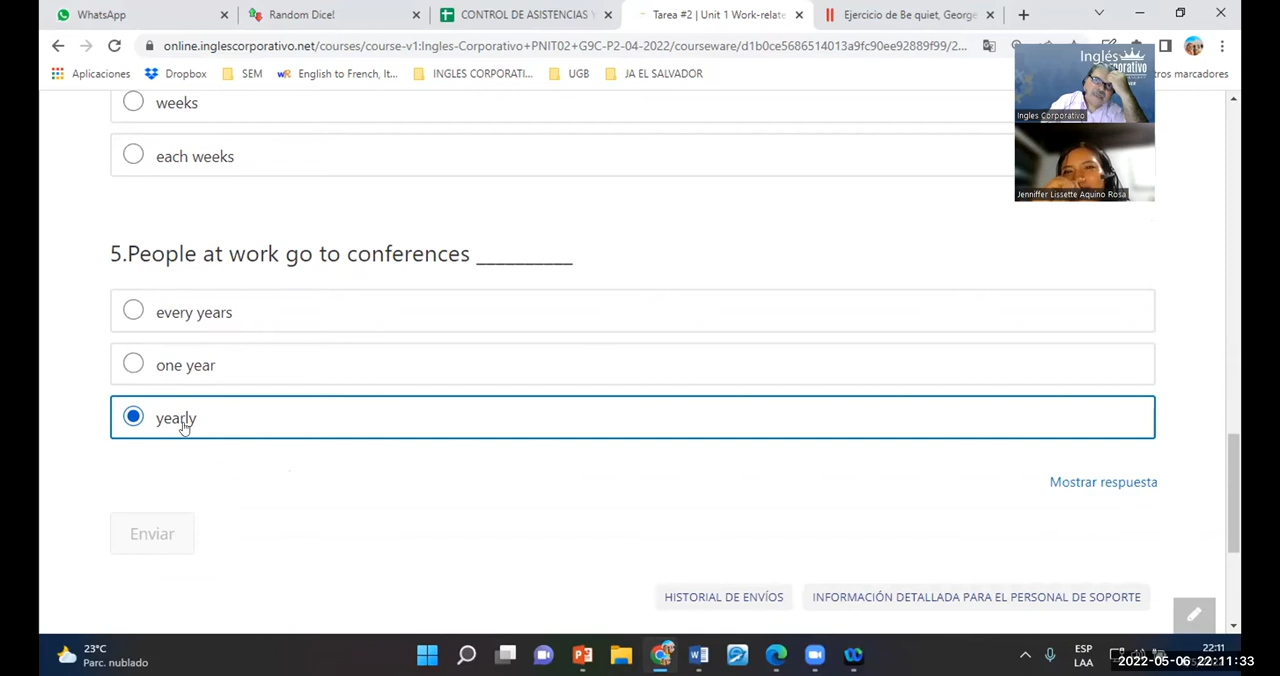 WhatsApp
Random Dice!
CONTROL DE ASISTENCIAS Y
Tarea #2 | Unit 1 Work-relate
Ejercicio de Be quiet, George
online.inglescorporativo.net/courses/course-v1:Ingles-Corporativo+PNIT02+G9C-P2-04-2022/courseware/d1b0ce5686514013a9fc90ee92889f99/2...
Aplicaciones
Dropbox
SEM
English to French, It...
INGLES CORPORATI...
UGB
JA EL SALVADOR
tros marcadores
Inglés
rporativo
Ingles Corporativo
Jenniffer Lissette Aquino Rosa
weeks
each weeks
5.People at work go to conferences __________
every years
one year
yearly
Mostrar respuesta
Enviar
HISTORIAL DE ENVÍOS
INFORMACIÓN DETALLADA PARA EL PERSONAL DE SOPORTE
23°C
Parc. nublado
ESP
LAA
22:11
2022-05-06 22:11:33